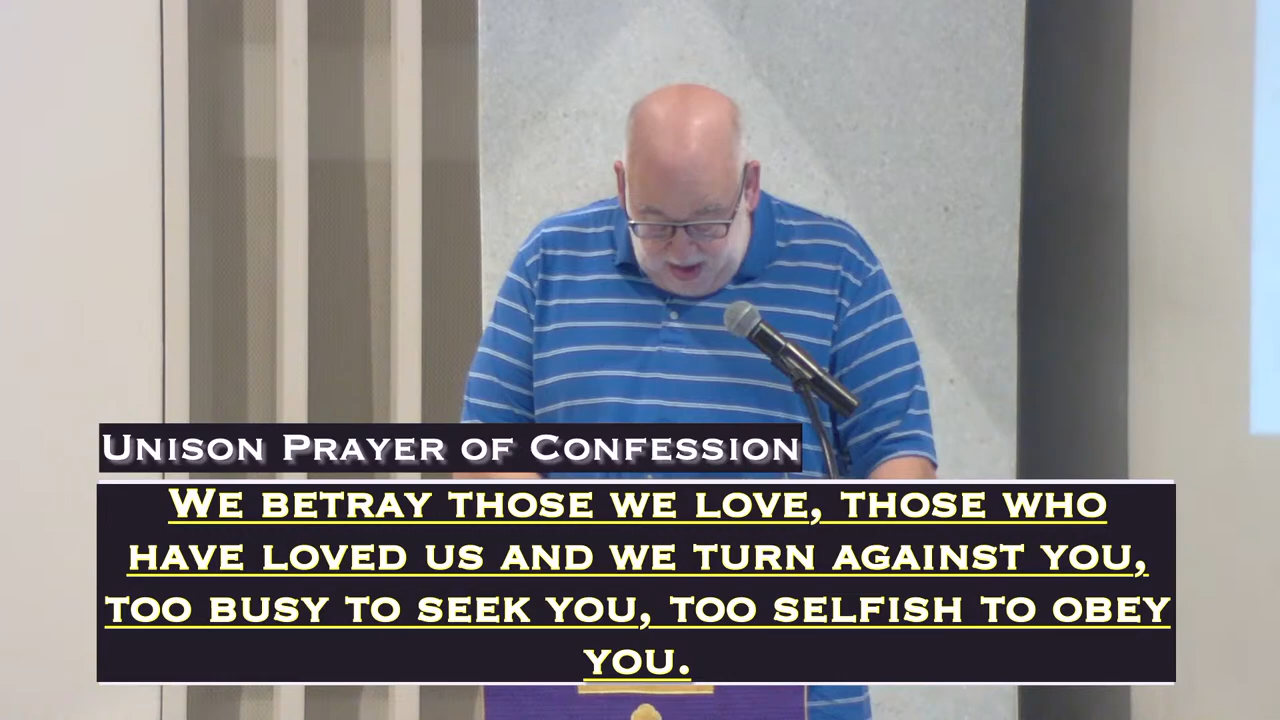 Unison Prayer of Confession
We betray those we love, those who
have loved us and we turn against you,
too busy to seek you, too selfish to obey
you.